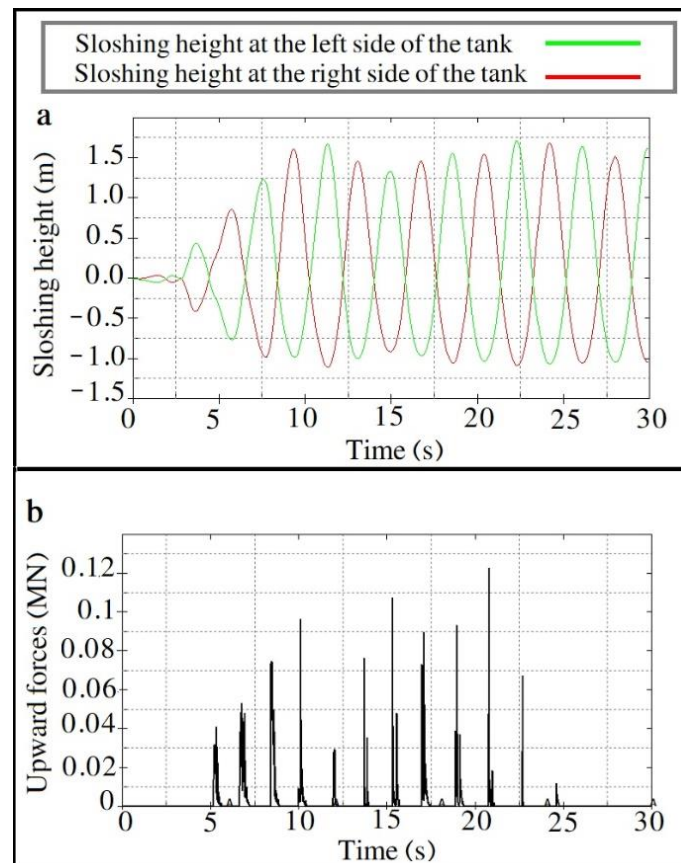 Sloshing height at the left side of the tank
Sloshing height at the right side of the tank
a
Sloshing height (m)
1.5
1.0
0.5
0.0
-0.5
-1.0
-1.5
0 5 10 15 20 25 30
Time (s)
b
Upward forces (MN)
0.12
0.1
0.08
0.06
0.04
0.02
0
0 5 10 15 20 25 30
Time (s)